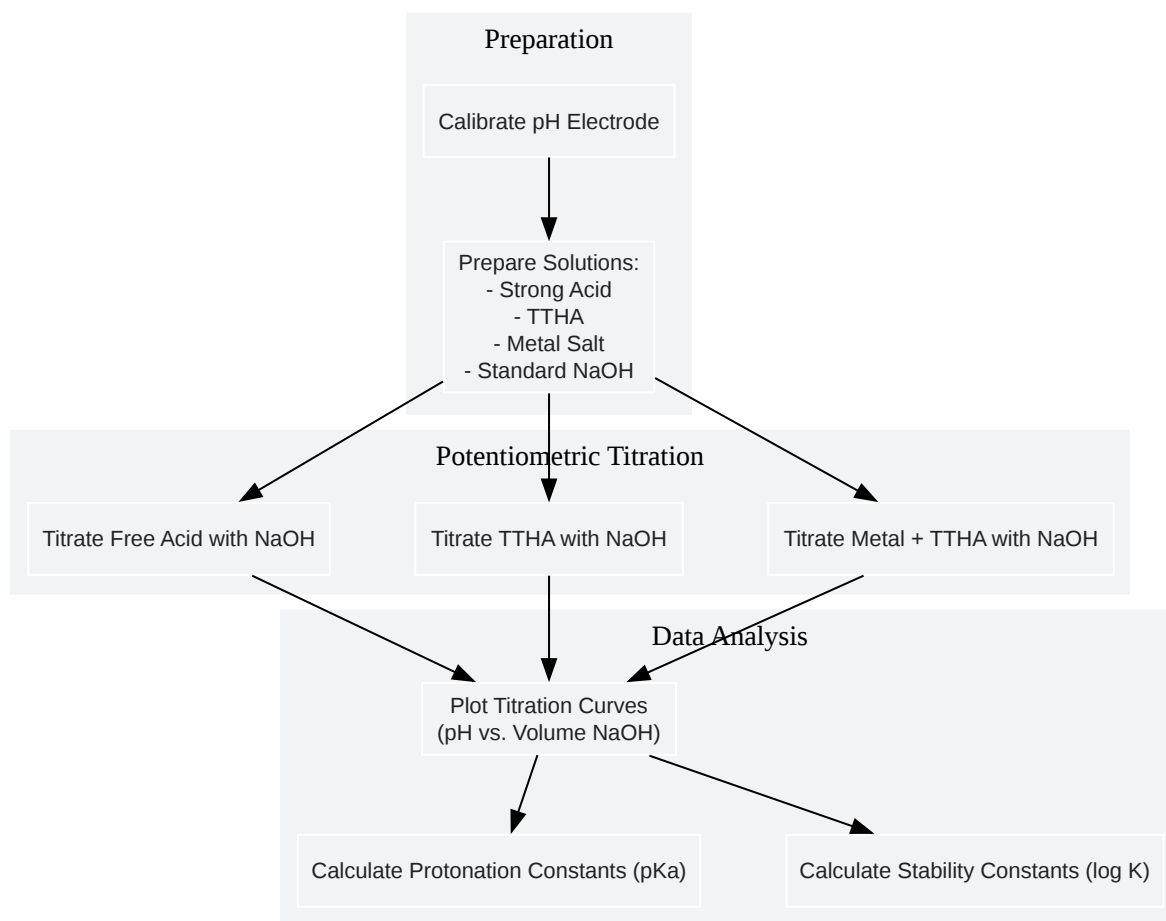 Preparation
Calibrate pH Electrode
Prepare Solutions:
- Strong Acid
- TTHA
- Metal Salt
- Standard NaOH
Potentiometric Titration
Titrate Free Acid with NaOH
Titrate TTHA with NaOH
Titrate Metal + TTHA with NaOH
Data Analysis
Plot Titration Curves
(pH vs. Volume NaOH)
Calculate Protonation Constants (pKa)
Calculate Stability Constants (log K)